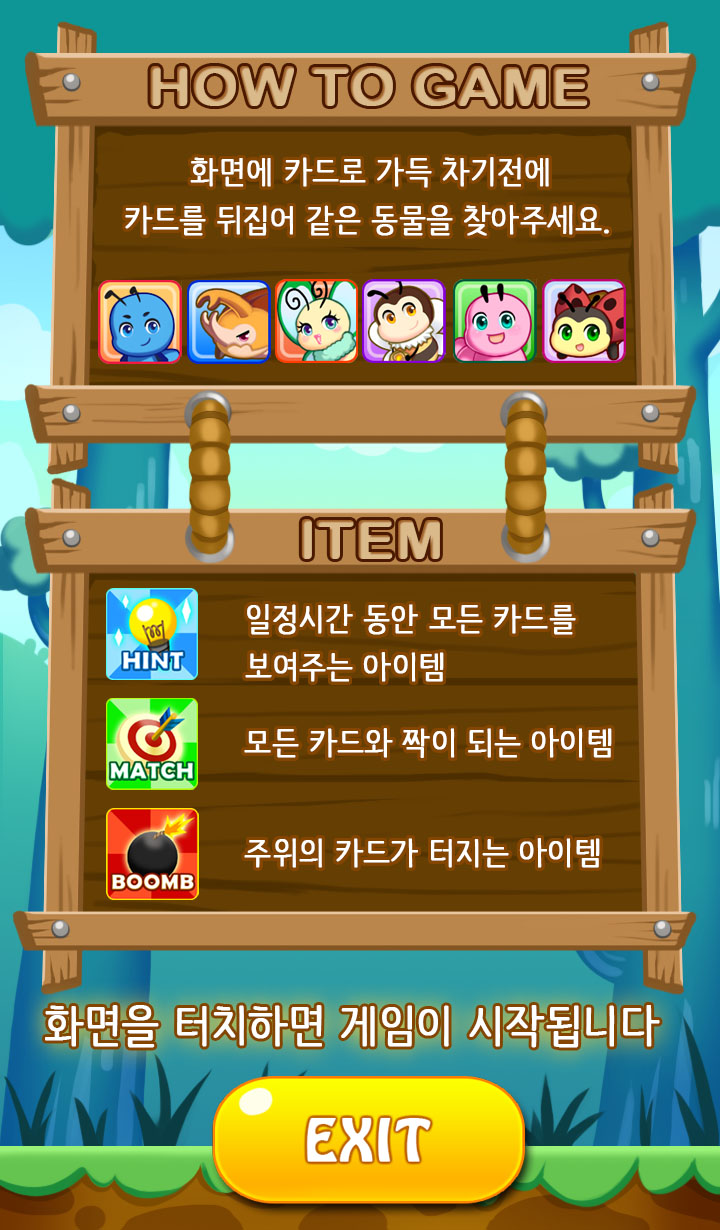 HOW TO GAME
화면에 카드로 가득 차기전에
카드를 뒤집어 같은 동물을 찾아주세요.
ITEM
HINT
일정시간 동안 모든 카드를
보여주는 아이템
MATCH
모든 카드와 짝이 되는 아이템
BOOMB
주위의 카드가 터지는 아이템
화면을 터치하면 게임이 시작됩니다
EXIT